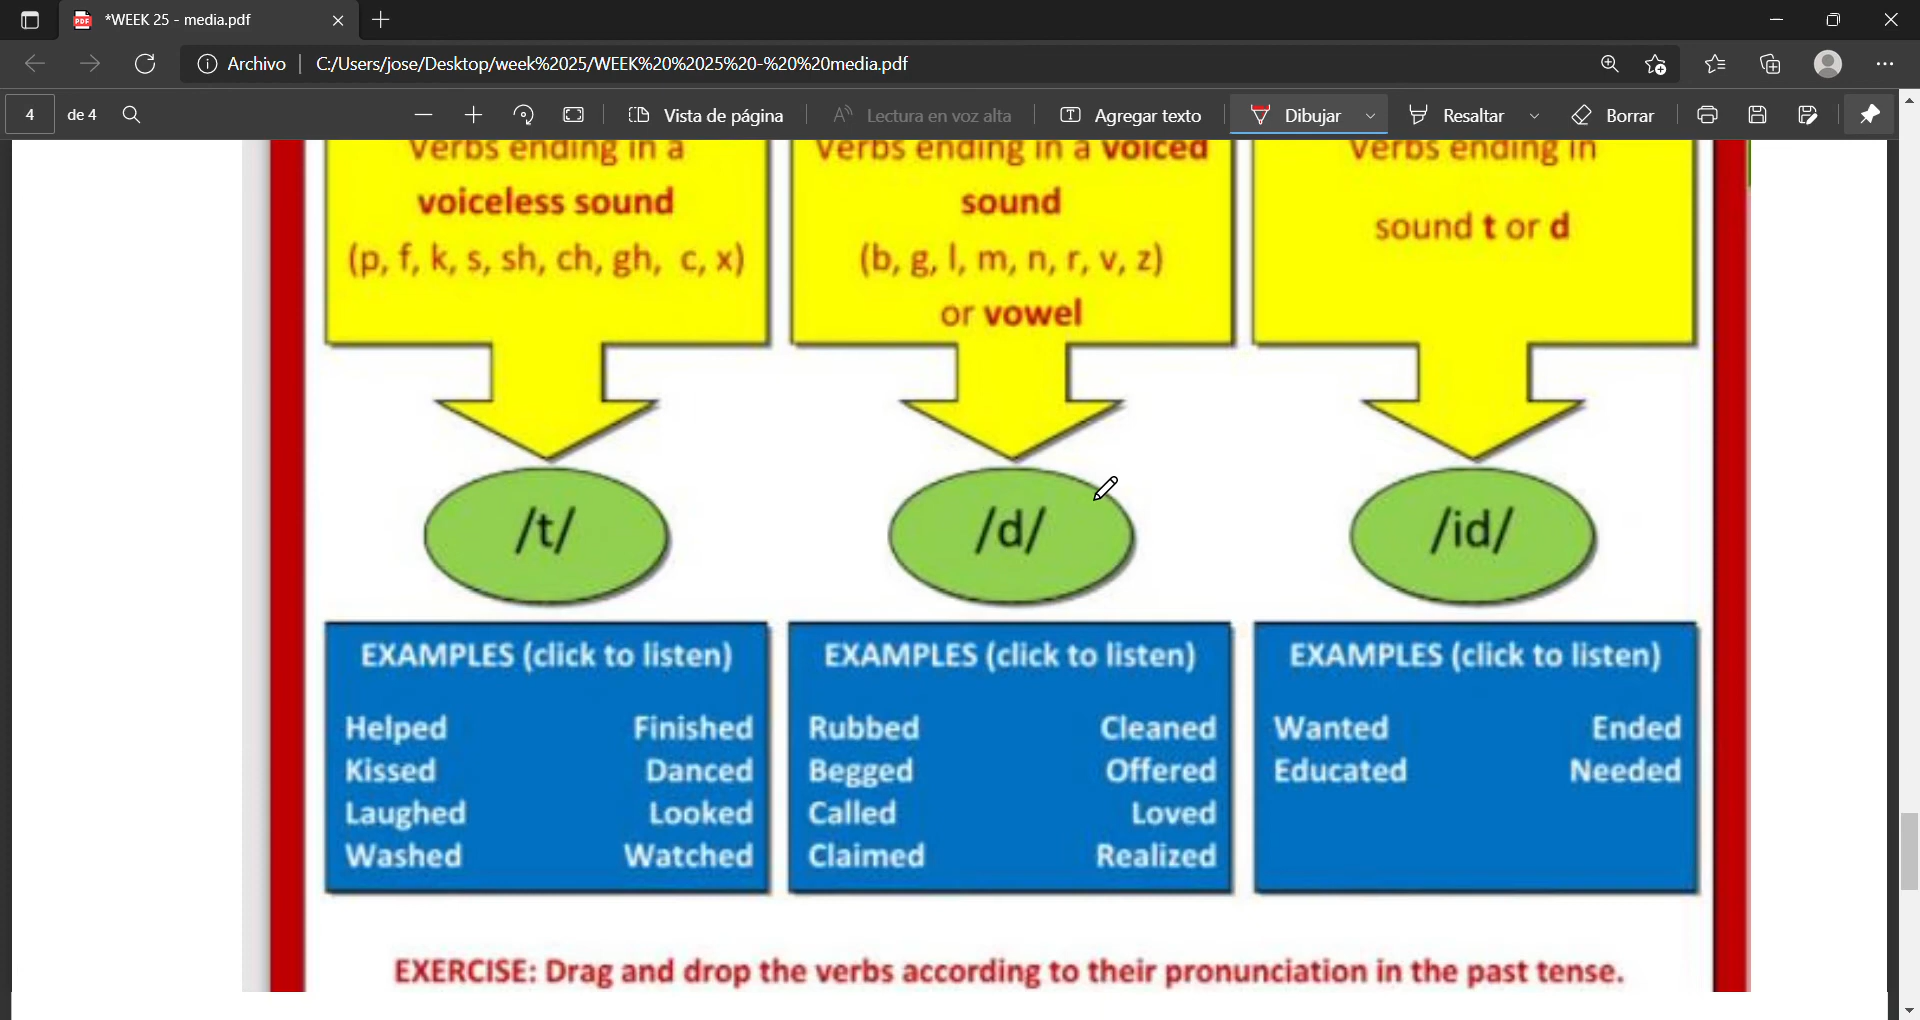 *WEEK 25 - media.pdf
Archivo
C:/Users/jose/Desktop/week%2025/WEEK%20%2025%20-%20%20media.pdf
4 de 4
Vista de página
Lectura en voz alta
Agregar texto
Dibujar
Resaltar
Borrar
Verbs ending in a
voiceless sound
(p, f, k, s, sh, ch, gh, c, x)
Verbs ending in a voiced
sound
(b, g, l, m, n, r, v, z)
or vowel
Verbs ending in
sound t or d
/t/
/d/
/id/
EXAMPLES (click to listen)
Helped Finished
Kissed Danced
Laughed Looked
Washed Watched
EXAMPLES (click to listen)
Rubbed Cleaned
Begged Offered
Called Loved
Claimed Realized
EXAMPLES (click to listen)
Wanted Ended
Educated Needed
EXERCISE: Drag and drop the verbs according to their pronunciation in the past tense.